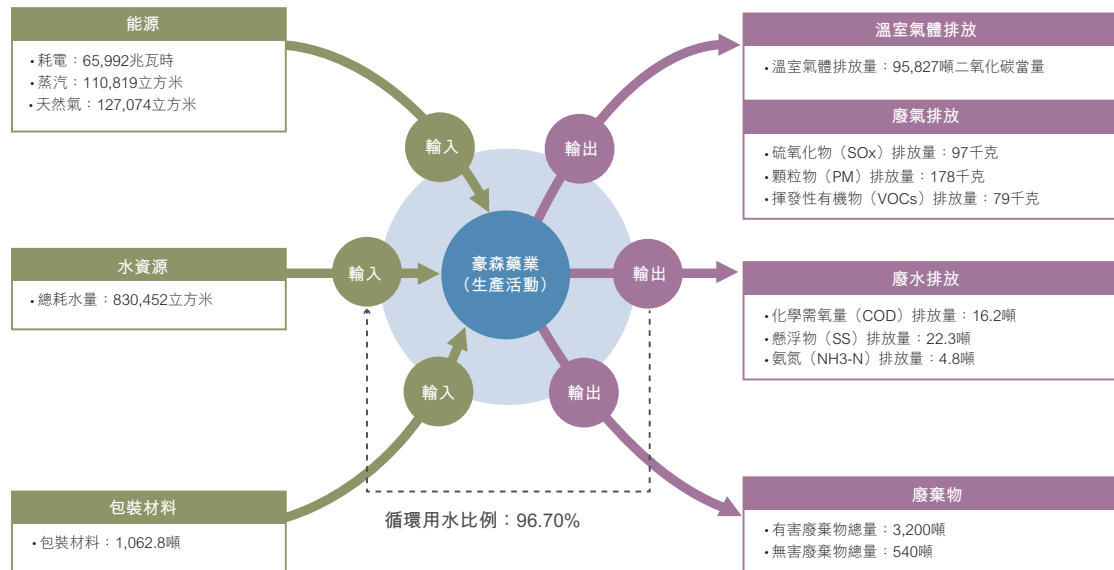 能源
•耗電：65,992兆瓦時
•蒸汽：110,819立方米
•天然氣：127,074立方米
水資源
•總耗水量：830,452立方米
包裝材料
•包裝材料：1,062.8噸
輸入
輸入
輸入
豪森藥業
（生產活動）
輸出
輸出
輸出
循環用水比例：96.70%
溫室氣體排放
•溫室氣體排放量：95,827噸二氧化碳當量
廢氣排放
•硫氧化物（SOx）排放量：97千克
•顆粒物（PM）排放量：178千克
•揮發性有機物（VOCs）排放量：79千克
廢水排放
•化學需氧量（COD）排放量：16.2噸
•懸浮物（SS）排放量：22.3噸
•氨氮（NH3-N）排放量：4.8噸
廢棄物
•有害廢棄物總量：3,200噸
•無害廢棄物總量：540噸